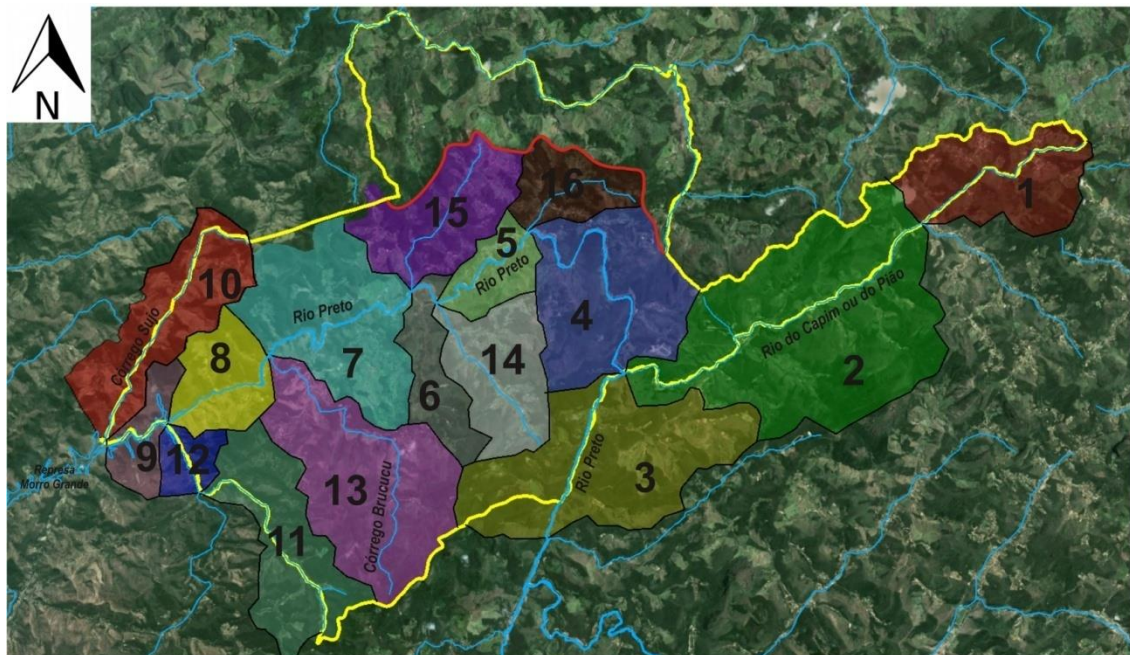 N
1
16
15
5
Rio Preto
10
Rio do Capim ou do Pião
Rio Preto
4
Córrego Sujo
8
7
14
2
6
9
12
Represa
Morro Grande
13
3
Rio Preto
Córrego Brucucu
11